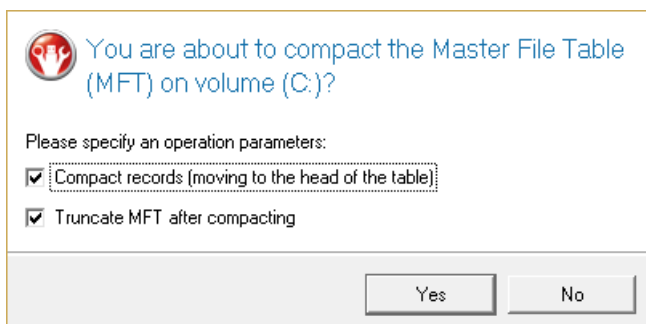 You are about to compact the Master File Table
(MFT) on volume (C:)?
Please specify an operation parameters:
Compact records (moving to the head of the table)
Truncate MFT after compacting
Yes No